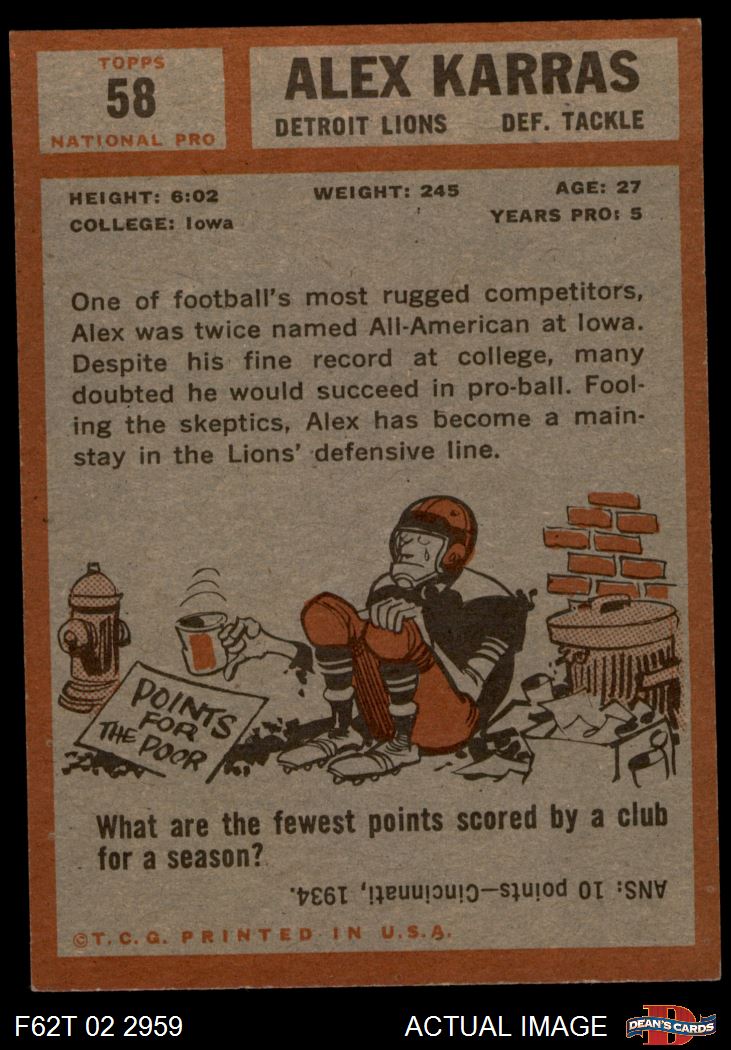 TOPPS
58
NATIONAL PRO
ALEX KARRAS
DETROIT LIONS DEF. TACKLE
HEIGHT: 6:02 WEIGHT: 245 AGE: 27
COLLEGE: Iowa YEARS PRO: 5
One of football's most rugged competitors,
Alex was twice named All-American at Iowa.
Despite his fine record at college, many
doubted he would succeed in pro-ball. Fool-
ing the skeptics, Alex has become a main-
stay in the Lions' defensive line.
POINTS
FOR
THE POOR
What are the fewest points scored by a club
for a season?
ANS: 10 points—Cincinnati, 1934.
©T.C.G. PRINTED IN U.S.A.
F62T 02 2959 ACTUAL IMAGE D DEAN'S CARDS